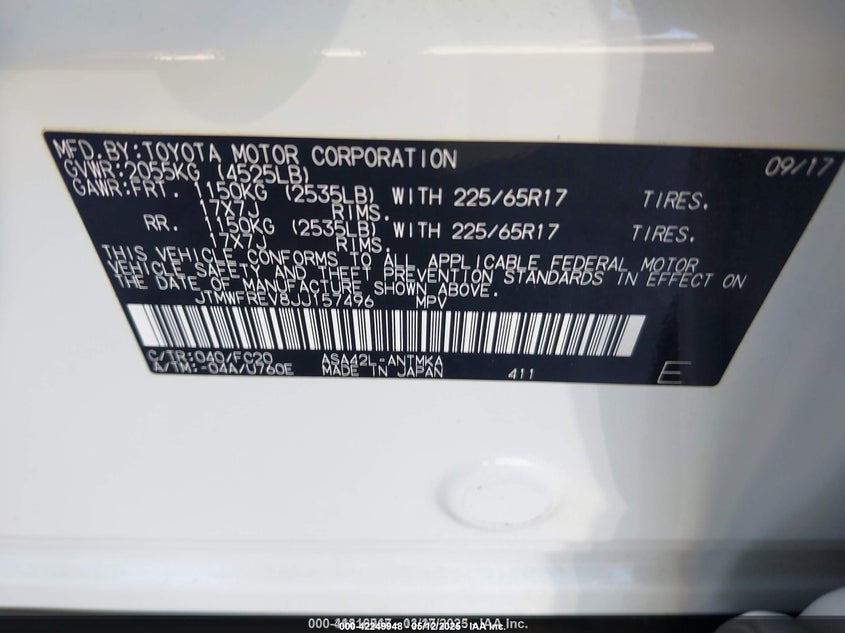 MFD.BY:TOYOTA MOTOR CORPORATION 09/17
GVWR:2055KG (4525LB)
GAWR:FRT. 1150KG (2535LB) WITH 225/65R17 TIRES.
17X7J RIMS.
RR. 1150KG (2535LB) WITH 225/65R17 TIRES.
17X7J RIMS.
THIS VEHICLE CONFORMS TO ALL APPLICABLE FEDERAL MOTOR
VEHICLE SAFETY AND THEFT PREVENTION STANDARDS IN EFFECT ON
THE DATE OF MANUFACTURE SHOWN ABOVE.
JTMWFREV8JJ157496 MPV
C/TR:040/FC20 ASA42L-ANTMKA
A/TM:-04A/U760E MADE IN JAPAN 411 E
IAA Inc.